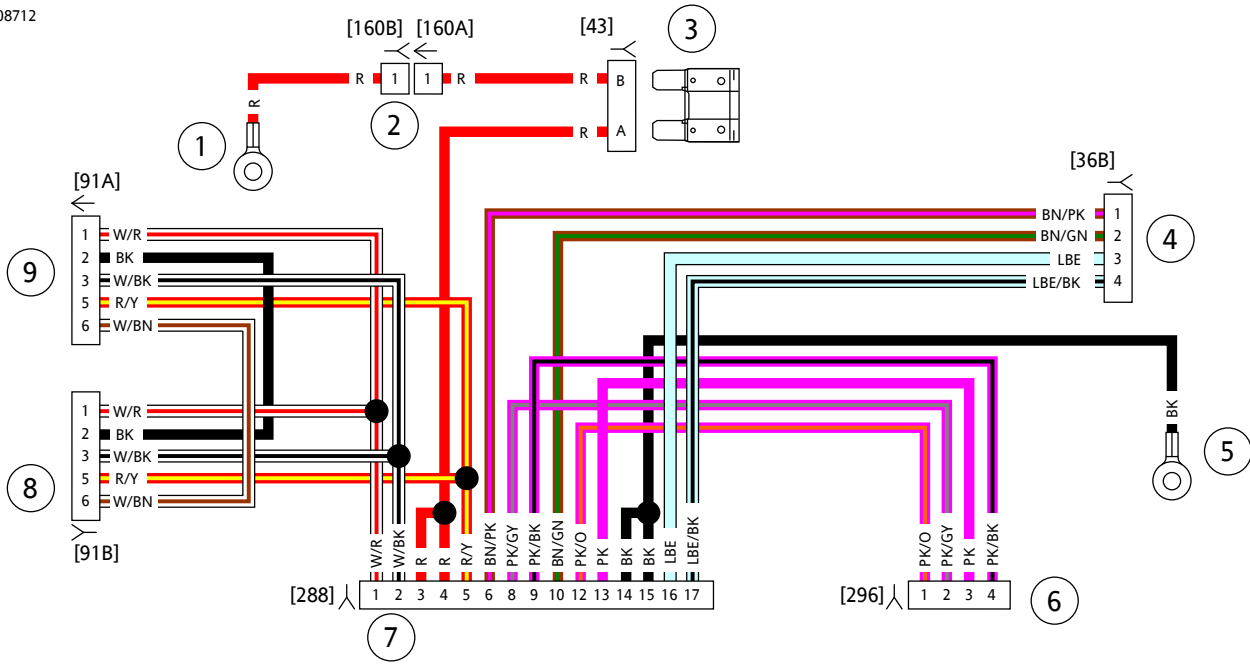 08712
[160B] [160A] [43] 3
R 1 1 R R B
R
1 2 R A
[91A] [36B]
1 W/R BN/PK 1
2 BK BN/GN 2
9 3 W/BK LBE 3 4
5 R/Y LBE/BK 4
6 W/BN
1 W/R
2 BK BK
3 W/BK
8 5 R/Y 5
6 W/BN
[91B]
W/R W/BK R R R/Y BN/PK PK/GY PK/BK BN/GN PK/O PK BK BK LBE LBE/BK PK/O PK/GY PK PK/BK
[288] 1 2 3 4 5 6 8 9 10 12 13 14 15 16 17 [296] 1 2 3 4 6
7